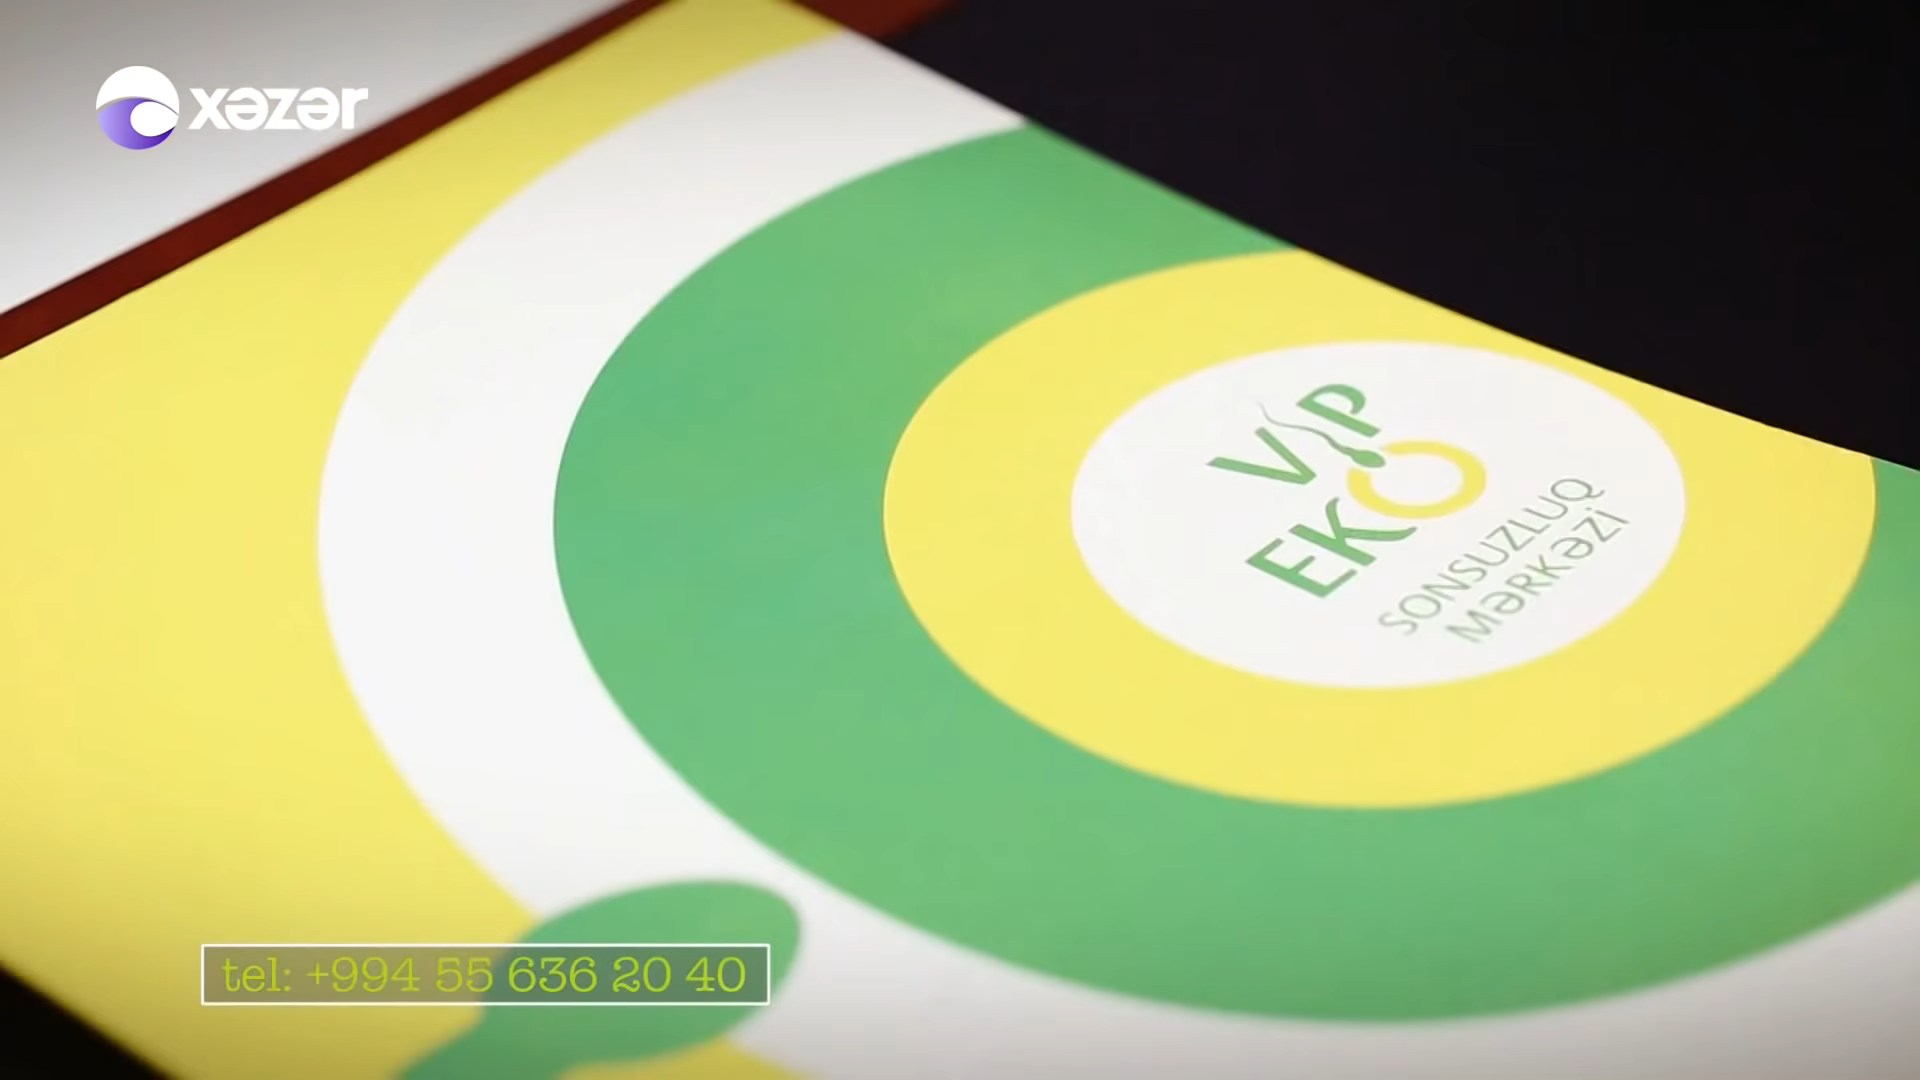 xəzər
VIP
EKO
SONSUZLUQ
MƏRKƏZİ
tel: +994 55 636 20 40